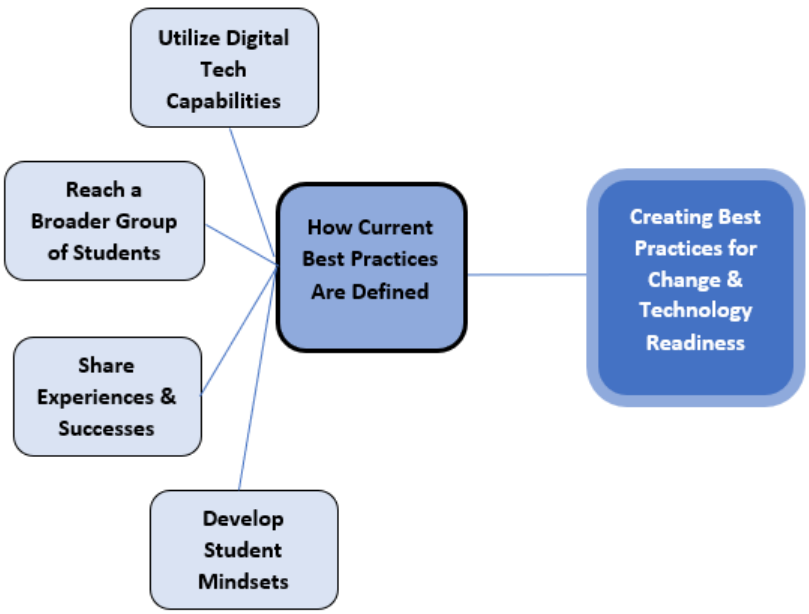 Utilize Digital
Tech
Capabilities
Reach a
Broader Group
of Students
Share
Experiences &
Successes
Develop
Student
Mindsets
How Current
Best Practices
Are Defined
Creating Best
Practices for
Change &
Technology
Readiness